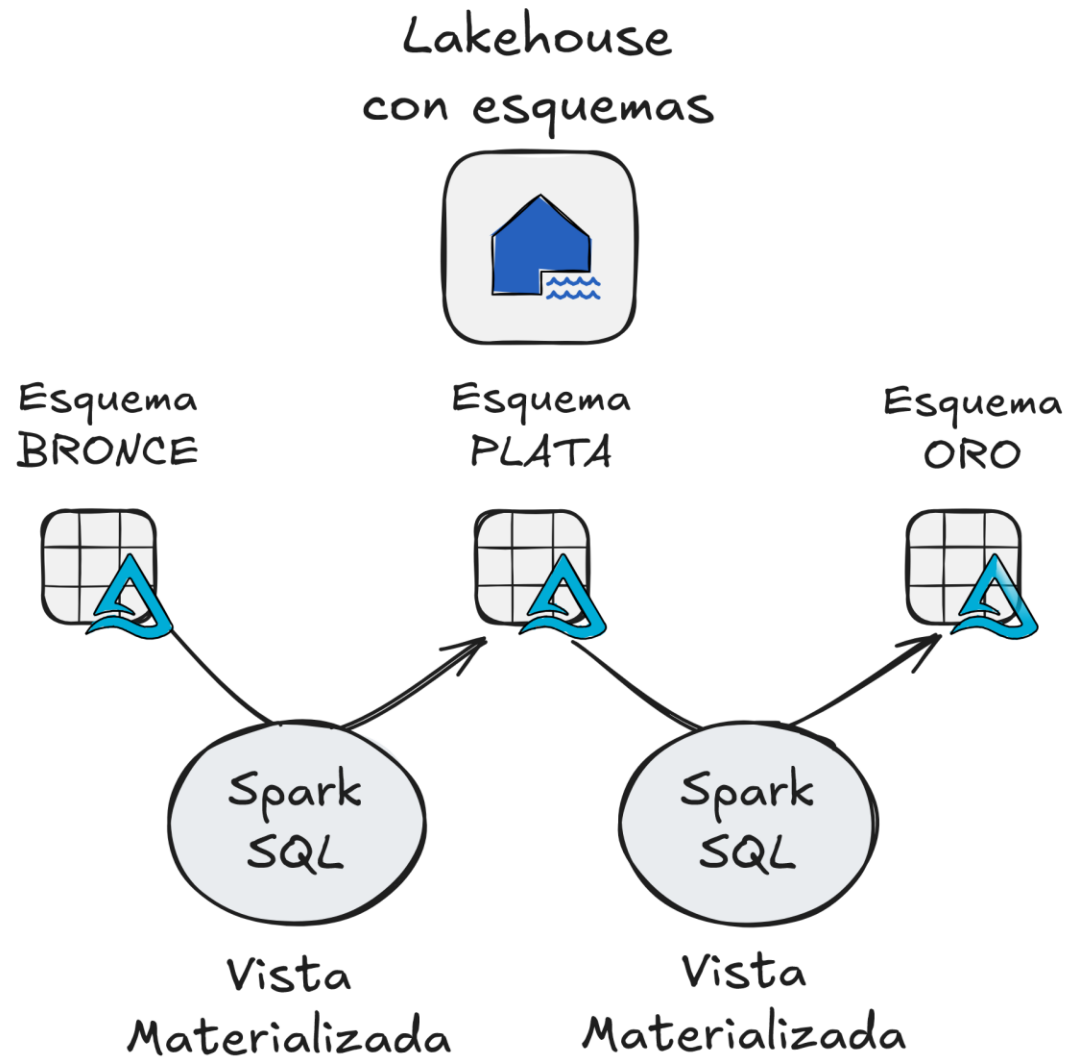 Lakehouse
con esquemas
Esquema
BRONCE
Esquema
PLATA
Esquema
ORO
Spark
SQL
Spark
SQL
Vista
Materializada
Vista
Materializada